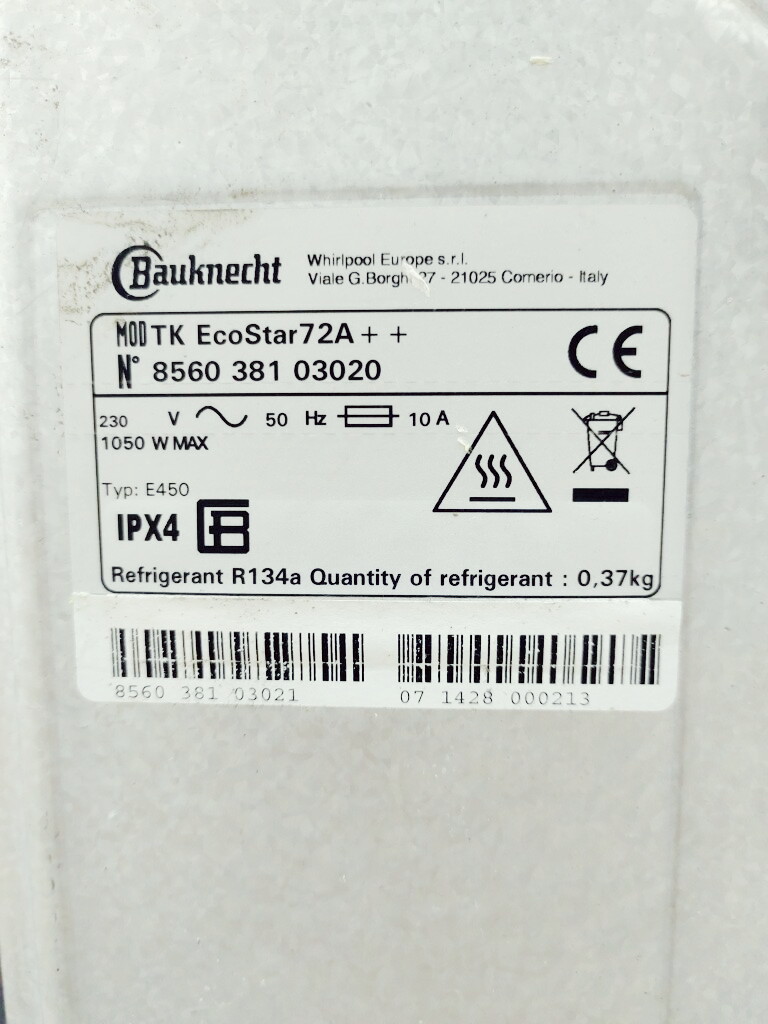 Bauknecht
Whirlpool Europe s.r.l.
Viale G. 27 - 21025 Comerio - Italy
MOD TK EcoStar72A++
N° 8560 381 03020
CE
230 V 50 Hz 10 A
1050 W MAX
Typ: E450
IPX4
Refrigerant R134a Quantity of refrigerant : 0,37kg
8560 381 03021
07 1428 000213